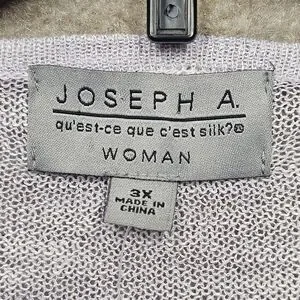 JOSEPH A.
qu'est-ce que c'est silk?®
WOMAN
3X
MADE IN
CHINA